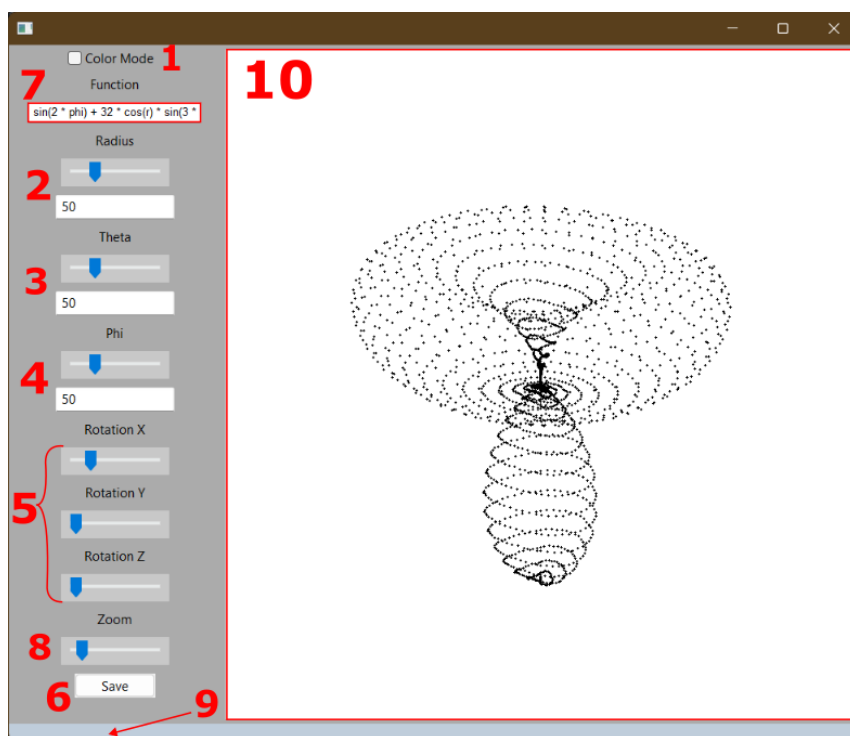 Color Mode 1
7
Function
10
sin(2 * phi) + 32 * cos(r) * sin(3 *
Radius
2
50
Theta
3
50
Phi
4
50
Rotation X
5
Rotation Y
Rotation Z
Zoom
8
6
Save
9